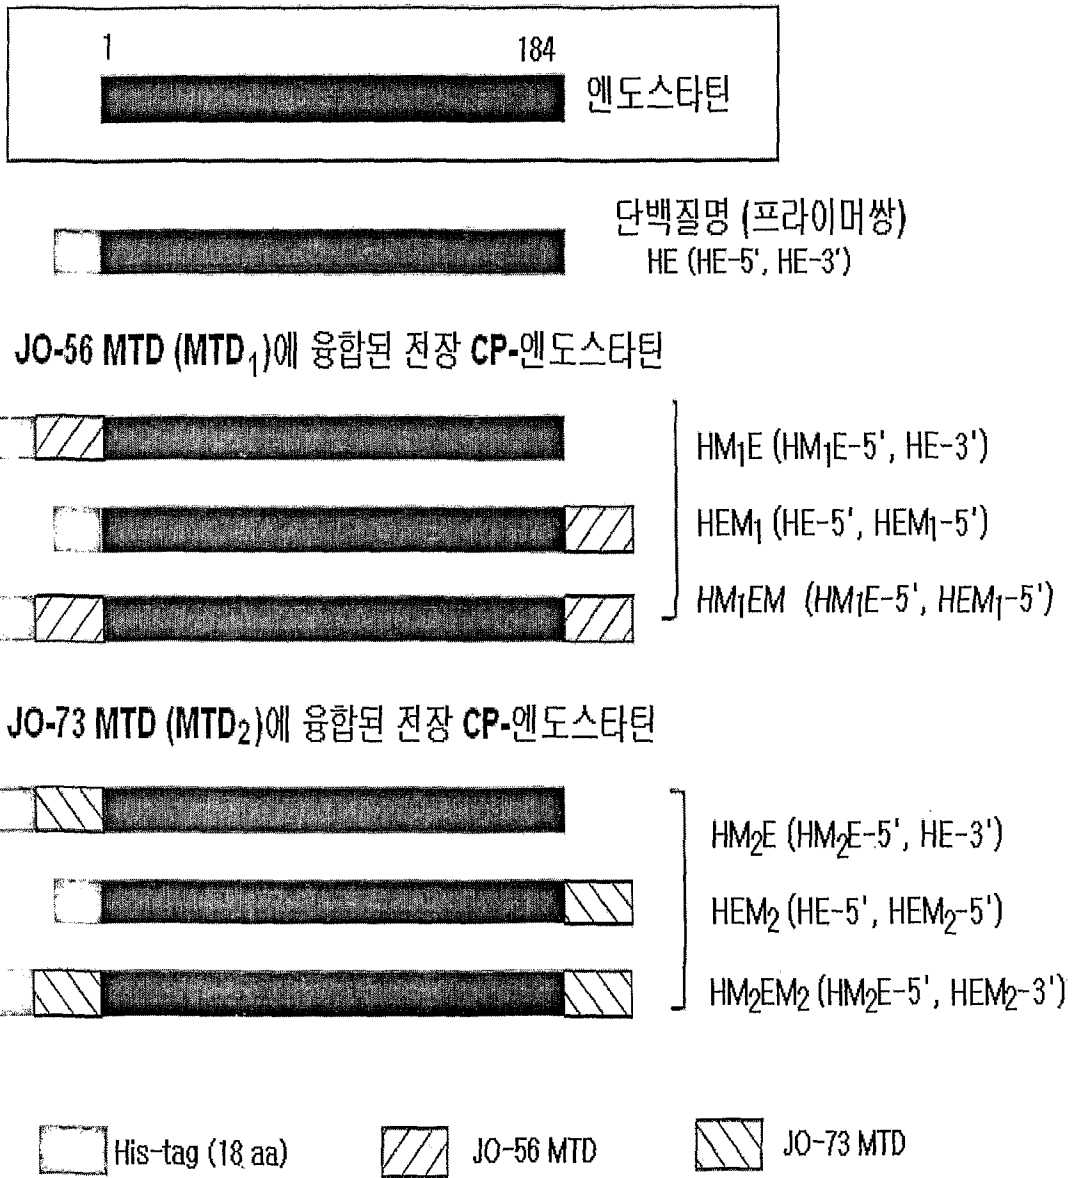 1 184
엔도스타틴
단백질명 (프라이머쌍)
HE (HE-5', HE-3')
JO-56 MTD (MTD₁)에 융합된 전장 CP-엔도스타틴
HM₁E (HM₁E-5', HE-3')
HEM₁ (HE-5', HEM₁-5')
HM₁EM (HM₁E-5', HEM₁-5')
JO-73 MTD (MTD₂)에 융합된 전장 CP-엔도스타틴
HM₂E (HM₂E-5', HE-3')
HEM₂ (HE-5', HEM₂-5')
HM₂EM₂ (HM₂E-5', HEM₂-3')
His-tag (18 aa) JO-56 MTD JO-73 MTD